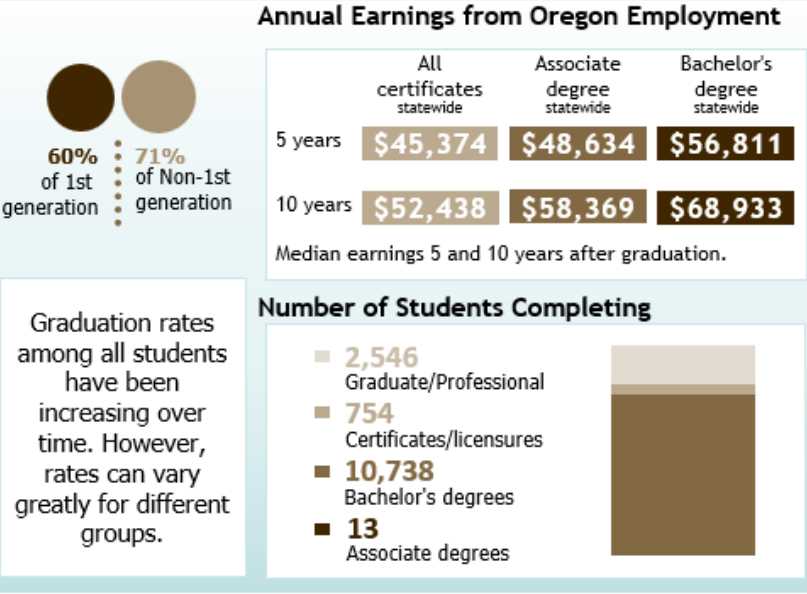 Annual Earnings from Oregon Employment
60%
of 1st
generation
71%
of Non-1st
generation
All
certificates
statewide
Associate
degree
statewide
Bachelor's
degree
statewide
5 years $45,374 $48,634 $56,811
10 years $52,438 $58,369 $68,933
Median earnings 5 and 10 years after graduation.
Graduation rates
among all students
have been
increasing over
time. However,
rates can vary
greatly for different
groups.
Number of Students Completing
2,546
Graduate/Professional
754
Certificates/licensures
10,738
Bachelor's degrees
13
Associate degrees